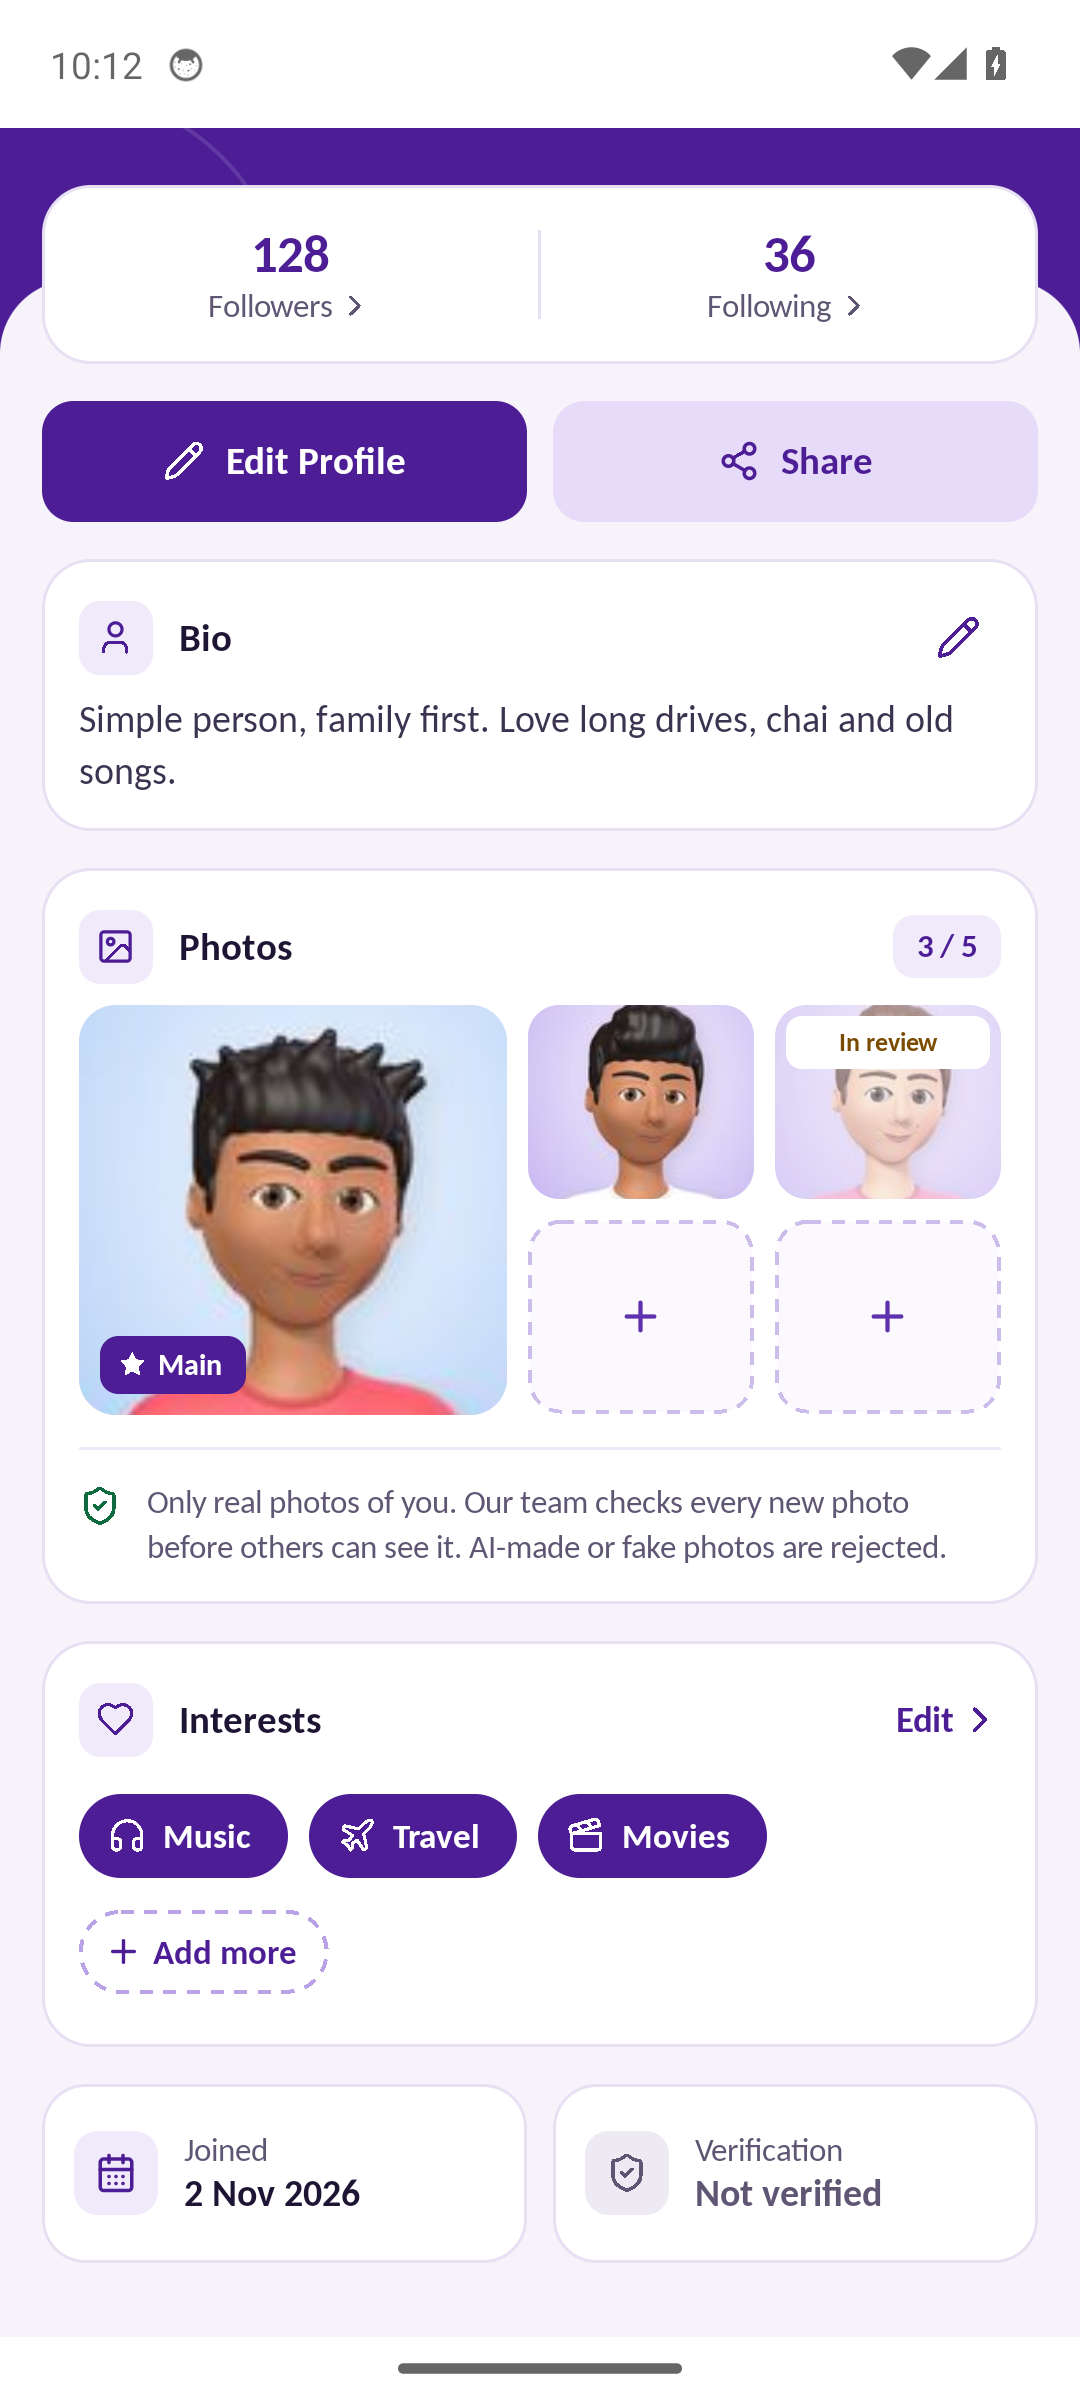 10:12
128
Followers
36
Following
Edit Profile
Share
Bio
Simple person, family first. Love long drives, chai and old
songs.
Photos
3 / 5
In review
Main
Only real photos of you. Our team checks every new photo
before others can see it. AI-made or fake photos are rejected.
Interests
Edit
Music
Travel
Movies
Add more
Joined
2 Nov 2026
Verification
Not verified